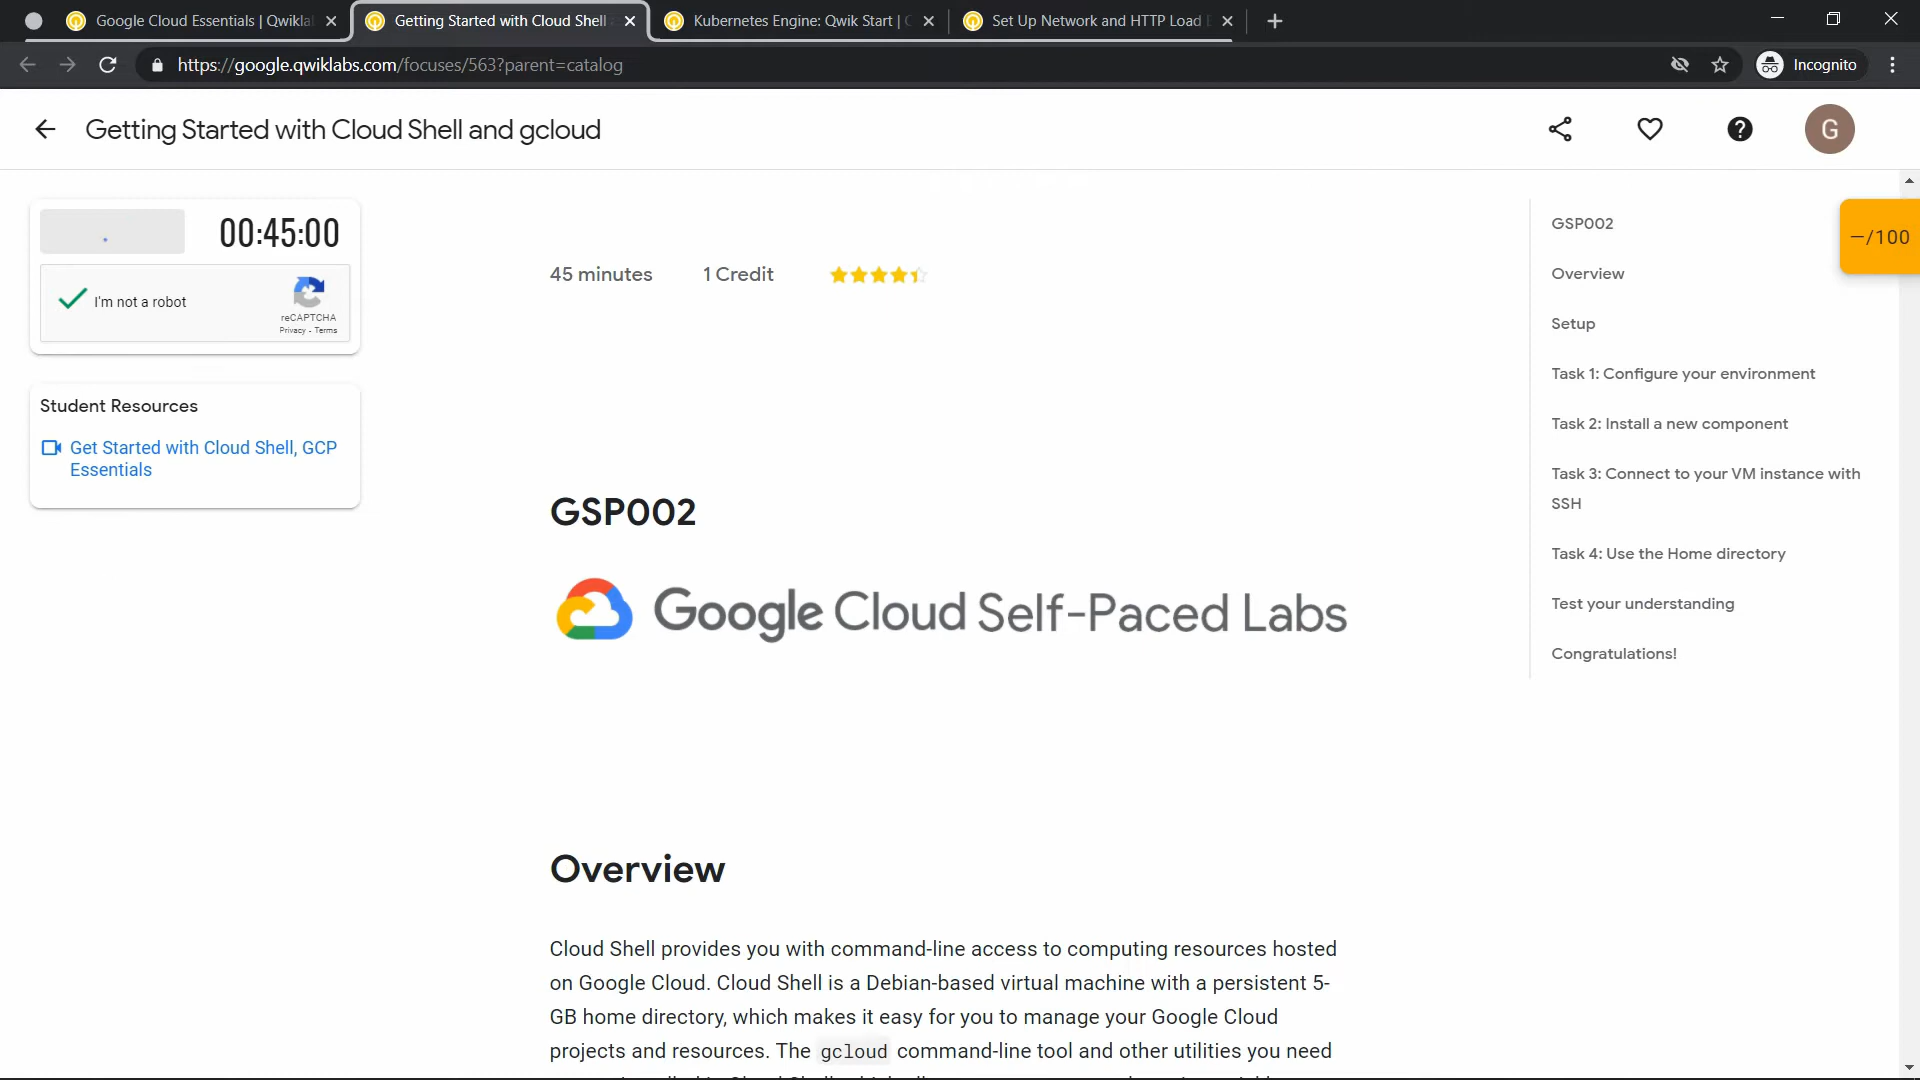 Google Cloud Essentials | Qwikla
Getting Started with Cloud Shell
Kubernetes Engine: Qwik Start |
Set Up Network and HTTP Load
https://google.qwiklabs.com/focuses/563?parent=catalog
Incognito
Getting Started with Cloud Shell and gcloud
G
00:45:00
I'm not a robot
reCAPTCHA
Privacy - Terms
Student Resources
Get Started with Cloud Shell, GCP
Essentials
45 minutes
1 Credit
GSP002
Google Cloud Self-Paced Labs
Overview
Cloud Shell provides you with command-line access to computing resources hosted
on Google Cloud. Cloud Shell is a Debian-based virtual machine with a persistent 5-
GB home directory, which makes it easy for you to manage your Google Cloud
projects and resources. The gcloud command-line tool and other utilities you need
GSP002
Overview
Setup
Task 1: Configure your environment
Task 2: Install a new component
Task 3: Connect to your VM instance with
SSH
Task 4: Use the Home directory
Test your understanding
Congratulations!
—/100